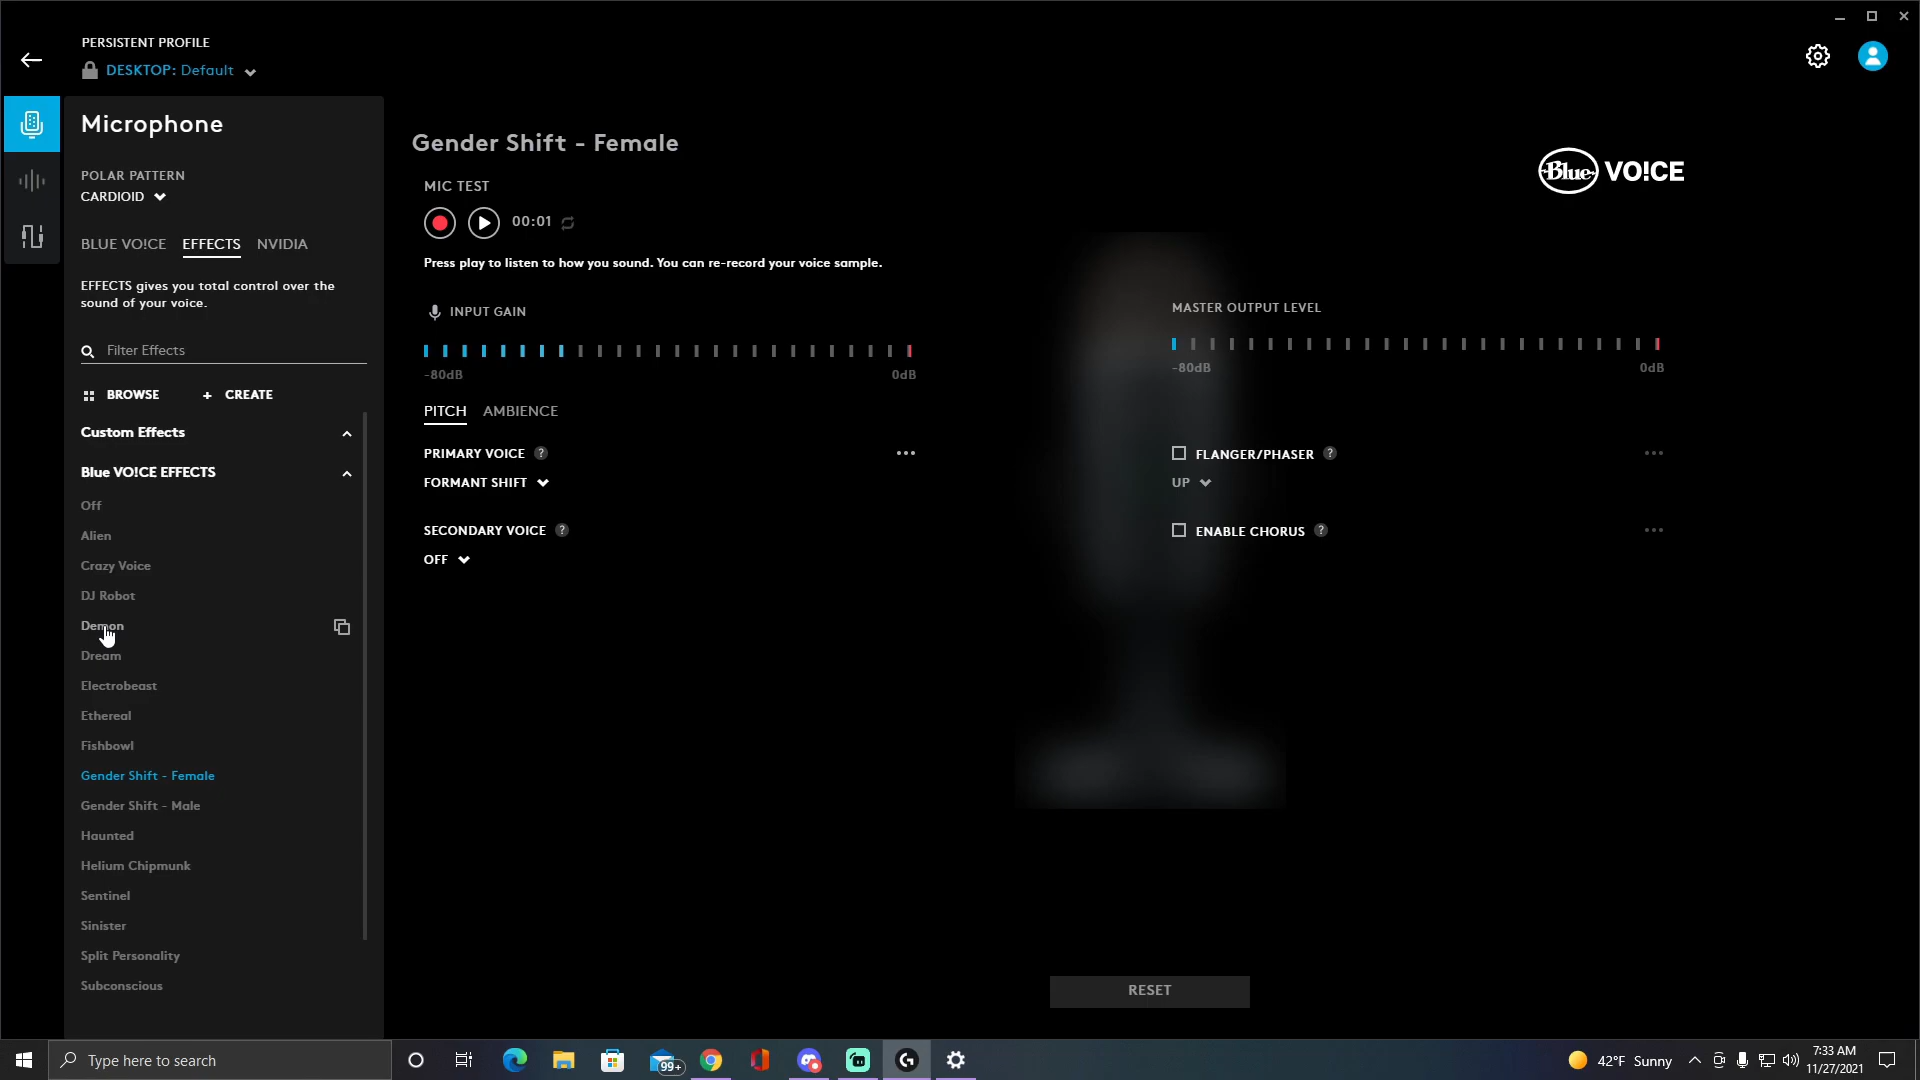 PERSISTENT PROFILE
DESKTOP: Default
Microphone
POLAR PATTERN
CARDIOID
BLUE VO!CE EFFECTS NVIDIA
EFFECTS gives you total control over the
sound of your voice.
Filter Effects
BROWSE + CREATE
Custom Effects
Blue VO!CE EFFECTS
Off
Alien
Crazy Voice
DJ Robot
Demon
Dream
Electrobeast
Ethereal
Fishbowl
Gender Shift - Female
Gender Shift - Male
Haunted
Helium Chipmunk
Sentinel
Sinister
Split Personality
Subconscious
Gender Shift - Female
Blue VO!CE
MIC TEST
00:01
Press play to listen to how you sound. You can re-record your voice sample.
INPUT GAIN
-80dB 0dB
MASTER OUTPUT LEVEL
-80dB 0dB
PITCH AMBIENCE
PRIMARY VOICE ?
FORMANT SHIFT
SECONDARY VOICE ?
OFF
FLANGER/PHASER ?
UP
ENABLE CHORUS ?
RESET
Type here to search
99+
42°F Sunny
7:33 AM
11/27/2021